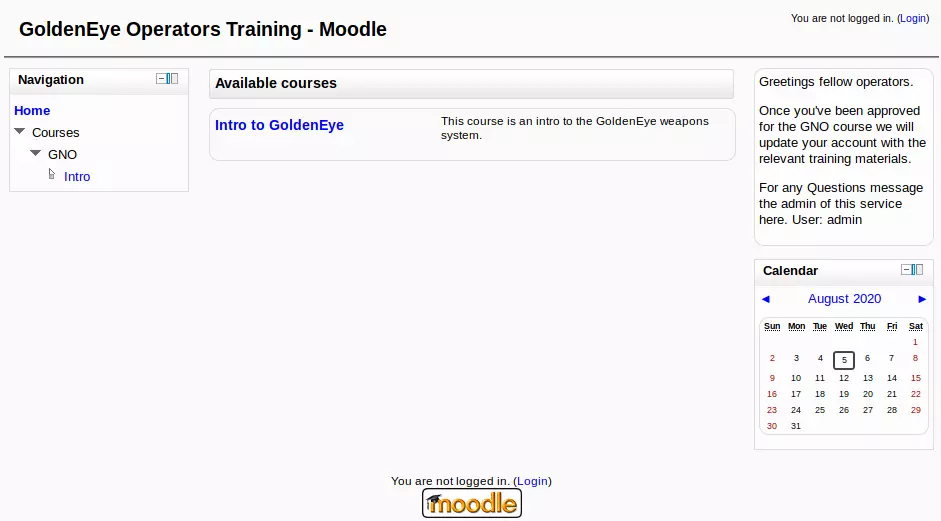 GoldenEye Operators Training - Moodle
You are not logged in. (Login)
Navigation
Home
Courses
GNO
Intro
Available courses
Intro to GoldenEye
This course is an intro to the GoldenEye weapons
system.
Greetings fellow operators.
Once you've been approved
for the GNO course we will
update your account with the
relevant training materials.
For any Questions message
the admin of this service
here. User: admin
Calendar
◄ August 2020 ►
Sun Mon Tue Wed Thu Fri Sat
1
2 3 4 5 6 7 8
9 10 11 12 13 14 15
16 17 18 19 20 21 22
23 24 25 26 27 28 29
30 31
You are not logged in. (Login)
moodle